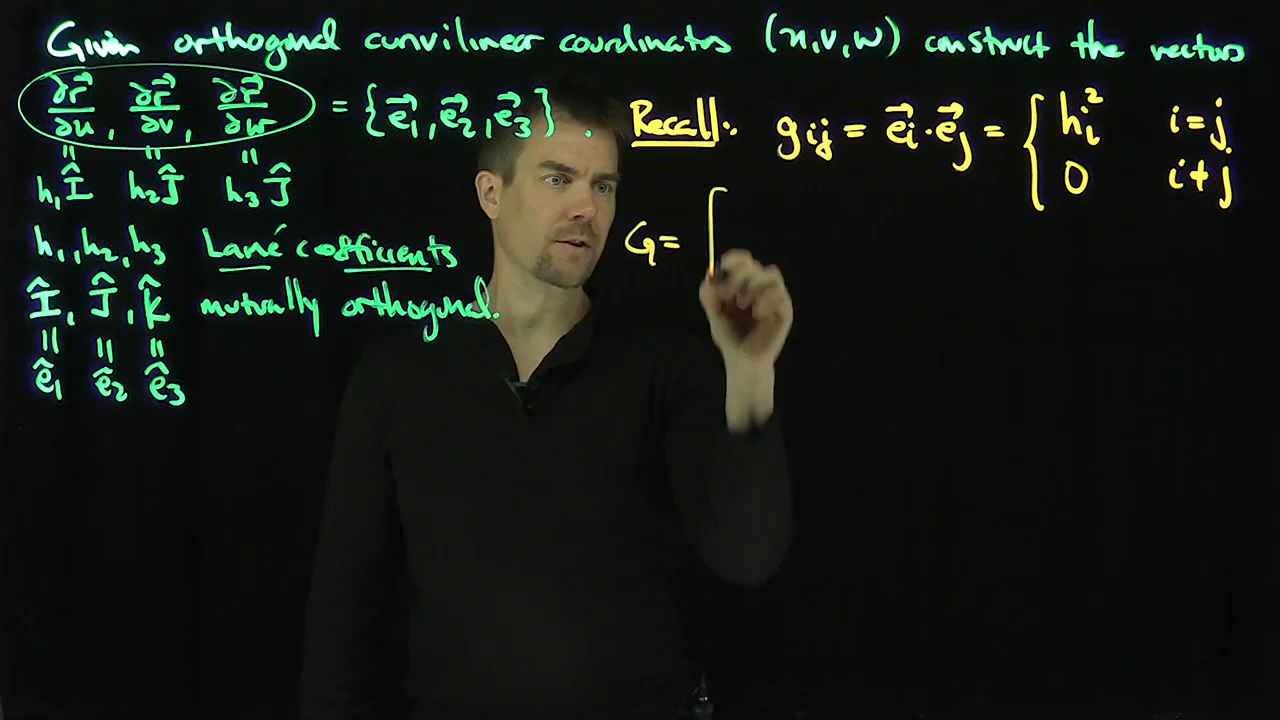 Given orthogonal curvilinear coordinates (u,v,w) construct the vectors
∂r⃗/∂u, ∂r⃗/∂v, ∂r⃗/∂w = {e⃗1, e⃗2, e⃗3}.
" " "
h1Î h2Ĵ h3Ĵ
h1, h2, h3 Lamé coefficients
Î, Ĵ, K̂ mutually orthogonal.
" " "
ê1 ê2 ê3
Recall: gij = e⃗i·e⃗j = { hi² i=j
0 i≠j
G= [